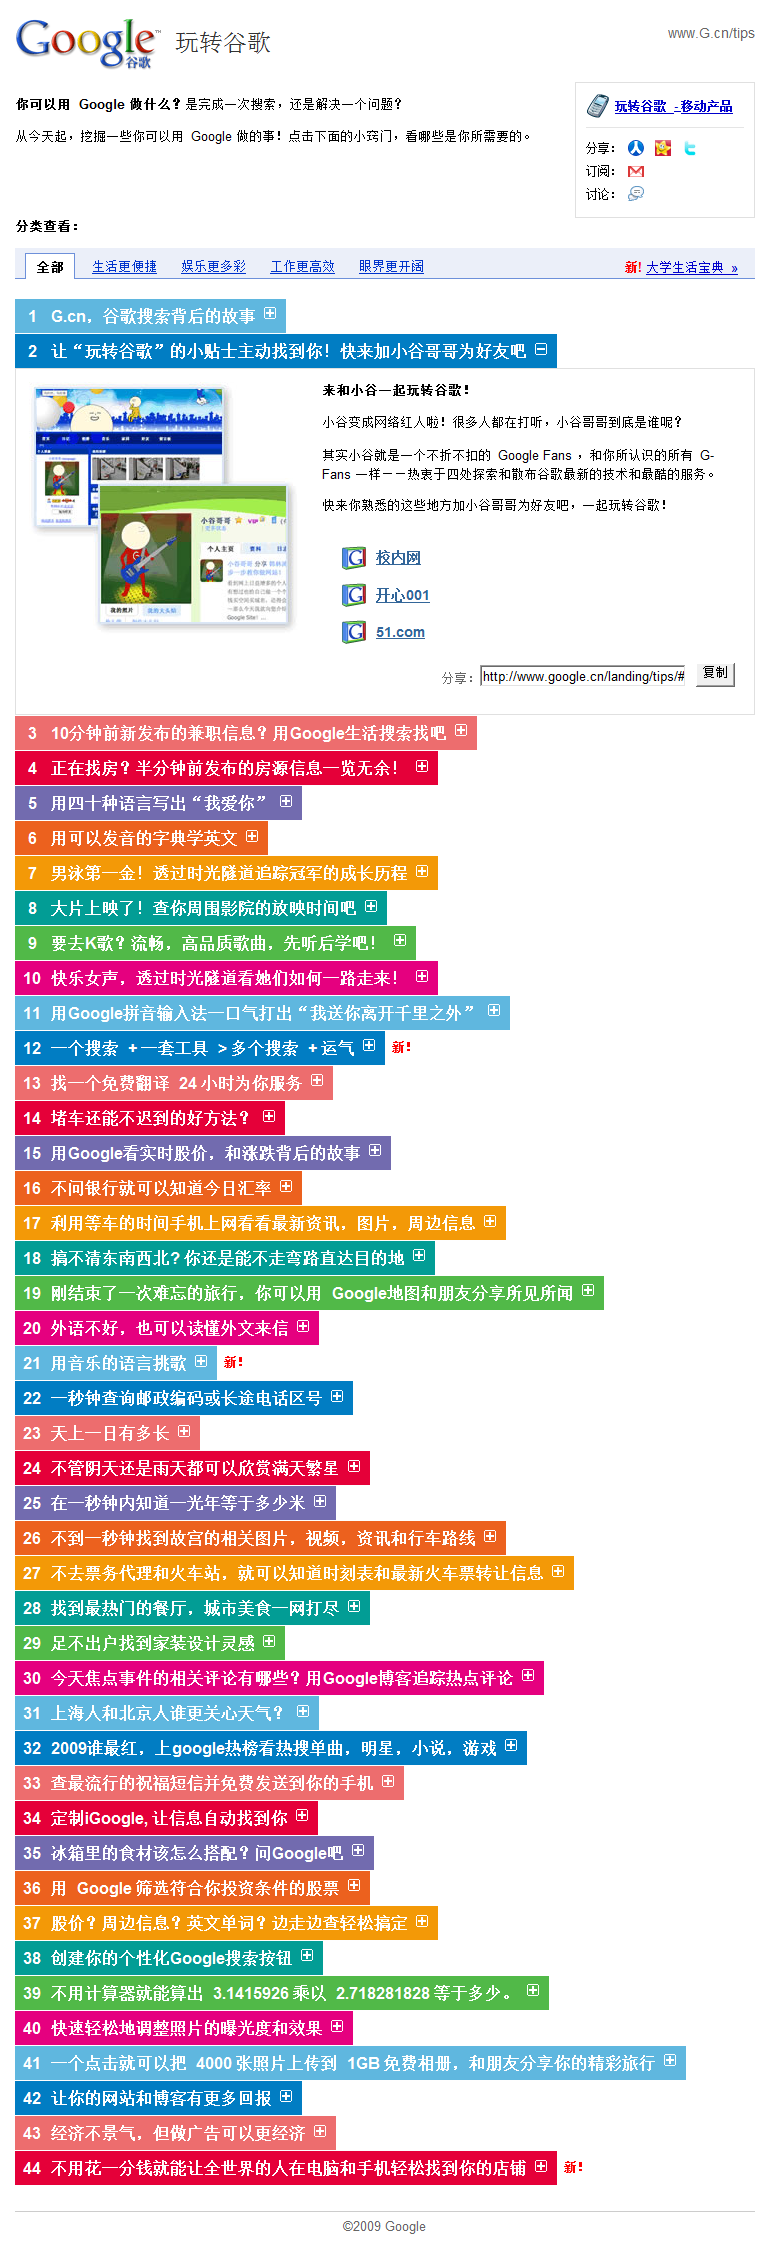 Google™ 谷歌
玩转谷歌
www.G.cn/tips
你可以用 Google 做什么？是完成一次搜索，还是解决一个问题？
从今天起，挖掘一些你可以用 Google 做的事！点击下面的小窍门，看哪些是你所需要的。
玩转谷歌 -移动产品
分享：
订阅：
讨论：
分类查看：
全部 生活更便捷 娱乐更多彩 工作更高效 眼界更开阔 新! 大学生活宝典 »
1 G.cn，谷歌搜索背后的故事
2 让“玩转谷歌”的小贴士主动找到你！快来加小谷哥哥为好友吧
来和小谷一起玩转谷歌！
小谷变成网络红人啦！很多人都在打听，小谷哥哥到底是谁呢？
其实小谷就是一个不折不扣的 Google Fans ，和你所认识的所有 G-
Fans 一样－－热衷于四处探索和散布谷歌最新的技术和最酷的服务。
快来你熟悉的这些地方加小谷哥哥为好友吧，一起玩转谷歌！
小谷哥哥 VIP
个人主页 资料
我的照片
校内网
开心001
51.com
分享： http://www.google.cn/landing/tips/# 复制
3 10分钟前新发布的兼职信息？用Google生活搜索找吧
4 正在找房？半分钟前发布的房源信息一览无余！
5 用四十种语言写出“我爱你”
6 用可以发音的字典学英文
7 男泳第一金！透过时光隧道追踪冠军的成长历程
8 大片上映了！查你周围影院的放映时间吧
9 要去K歌？流畅，高品质歌曲，先听后学吧！
10 快乐女声，透过时光隧道看她们如何一路走来！
11 用Google拼音输入法一口气打出“我送你离开千里之外”
12 一个搜索 + 一套工具 > 多个搜索 + 运气 新!
13 找一个免费翻译 24 小时为你服务
14 堵车还能不迟到的好方法？
15 用Google看实时股价，和涨跌背后的故事
16 不问银行就可以知道今日汇率
17 利用等车的时间手机上网看看最新资讯，图片，周边信息
18 搞不清东南西北? 你还是能不走弯路直达目的地
19 刚结束了一次难忘的旅行，你可以用 Google地图和朋友分享所见所闻
20 外语不好，也可以读懂外文来信
21 用音乐的语言挑歌 新!
22 一秒钟查询邮政编码或长途电话区号
23 天上一日有多长
24 不管阴天还是雨天都可以欣赏满天繁星
25 在一秒钟内知道一光年等于多少米
26 不到一秒钟找到故宫的相关图片，视频，资讯和行车路线
27 不去票务代理和火车站，就可以知道时刻表和最新火车票转让信息
28 找到最热门的餐厅，城市美食一网打尽
29 足不出户找到家装设计灵感
30 今天焦点事件的相关评论有哪些？用Google博客追踪热点评论
31 上海人和北京人谁更关心天气？
32 2009谁最红，上google热榜看热搜单曲，明星，小说，游戏
33 查最流行的祝福短信并免费发送到你的手机
34 定制iGoogle, 让信息自动找到你
35 冰箱里的食材该怎么搭配？问Google吧
36 用 Google 筛选符合你投资条件的股票
37 股价？周边信息？英文单词？边走边查轻松搞定
38 创建你的个性化Google搜索按钮
39 不用计算器就能算出 3.1415926 乘以 2.718281828 等于多少。
40 快速轻松地调整照片的曝光度和效果
41 一个点击就可以把 4000 张照片上传到 1GB 免费相册，和朋友分享你的精彩旅行
42 让你的网站和博客有更多回报
43 经济不景气，但做广告可以更经济
44 不用花一分钱就能让全世界的人在电脑和手机轻松找到你的店铺 新!
©2009 Google